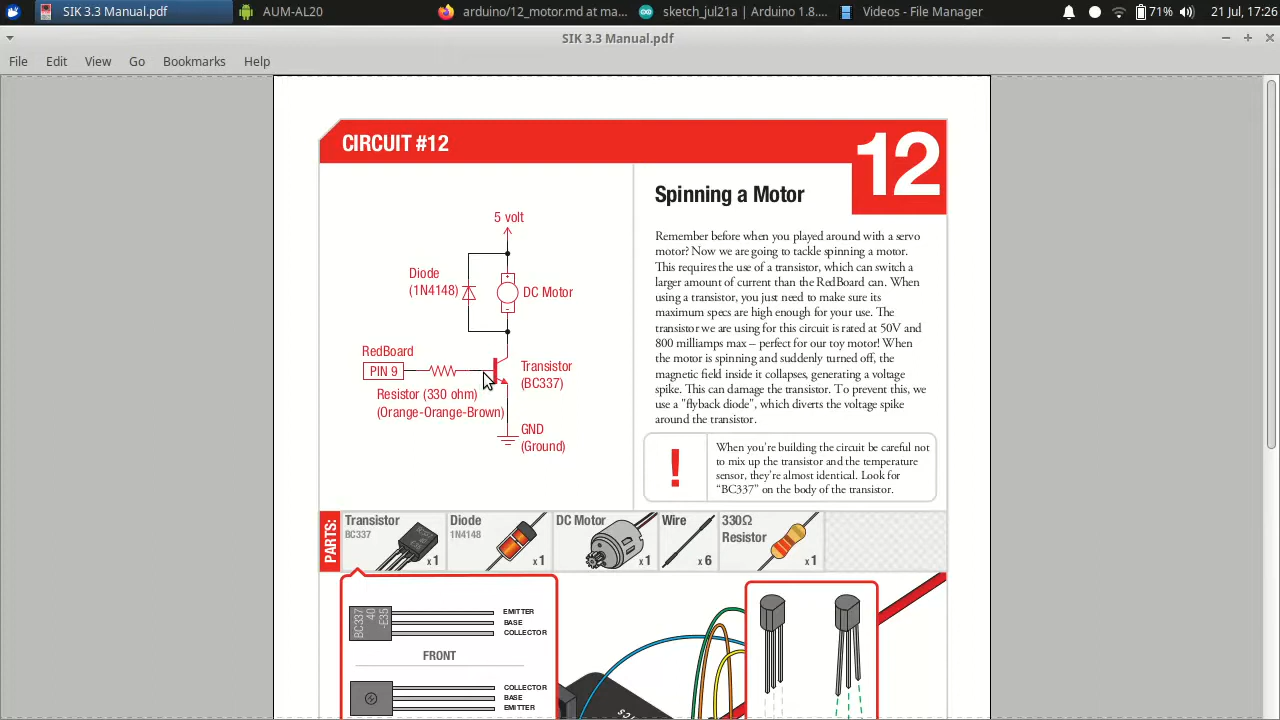 SIK 3.3 Manual.pdf
AUM-AL20
arduino/12_motor.md at ma...
sketch_jul21a | Arduino 1.8....
Videos - File Manager
71%
21 Jul, 17:26
SIK 3.3 Manual.pdf
File Edit View Go Bookmarks Help
CIRCUIT #12
12
5 volt
Diode
(1N4148)
DC Motor
RedBoard
PIN 9
Transistor
(BC337)
Resistor (330 ohm)
(Orange-Orange-Brown)
GND
(Ground)
Spinning a Motor
Remember before when you played around with a servo
motor? Now we are going to tackle spinning a motor.
This requires the use of a transistor, which can switch a
larger amount of current than the RedBoard can. When
using a transistor, you just need to make sure its
maximum specs are high enough for your use. The
transistor we are using for this circuit is rated at 50V and
800 milliamps max – perfect for our toy motor! When
the motor is spinning and suddenly turned off, the
magnetic field inside it collapses, generating a voltage
spike. This can damage the transistor. To prevent this, we
use a "flyback diode", which diverts the voltage spike
around the transistor.
!
When you're building the circuit be careful not
to mix up the transistor and the temperature
sensor, they're almost identical. Look for
“BC337” on the body of the transistor.
PARTS:
Transistor
BC337
x1
Diode
1N4148
x1
DC Motor
x1
Wire
x 6
330Ω
Resistor
x1
BC337
40
-E35
EMITTER
BASE
COLLECTOR
FRONT
COLLECTOR
BASE
EMITTER